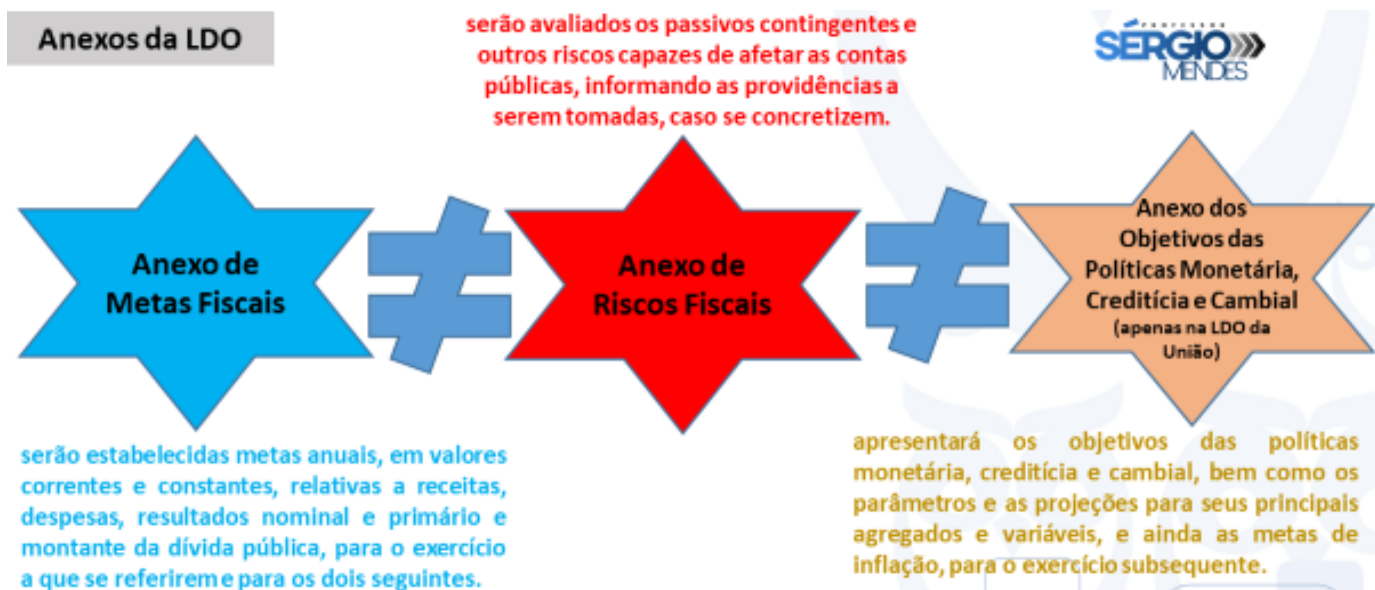 Anexos da LDO
serão avaliados os passivos contingentes e
outros riscos capazes de afetar as contas
públicas, informando as providências a
serem tomadas, caso se concretizem.
PROFESSOR
SÉRGIO
MENDES
Anexo de
Metas Fiscais
≠
Anexo de
Riscos Fiscais
≠
Anexo dos
Objetivos das
Políticas Monetária,
Creditícia e Cambial
(apenas na LDO da
União)
serão estabelecidas metas anuais, em valores
correntes e constantes, relativas a receitas,
despesas, resultados nominal e primário e
montante da dívida pública, para o exercício
a que se referirem e para os dois seguintes.
apresentará os objetivos das políticas
monetária, creditícia e cambial, bem como os
parâmetros e as projeções para seus principais
agregados e variáveis, e ainda as metas de
inflação, para o exercício subsequente.